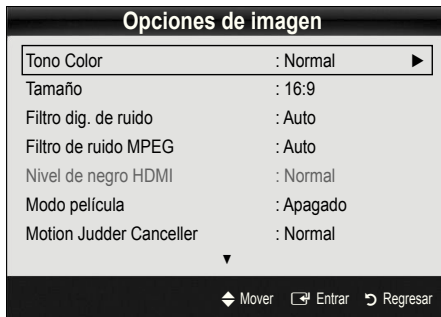 Opciones de imagen
Tono Color : Normal ►
Tamaño : 16:9
Filtro dig. de ruido : Auto
Filtro de ruido MPEG : Auto
Nivel de negro HDMI : Normal
Modo película : Apagado
Motion Judder Canceller : Normal
▼
Mover Entrar Regresar